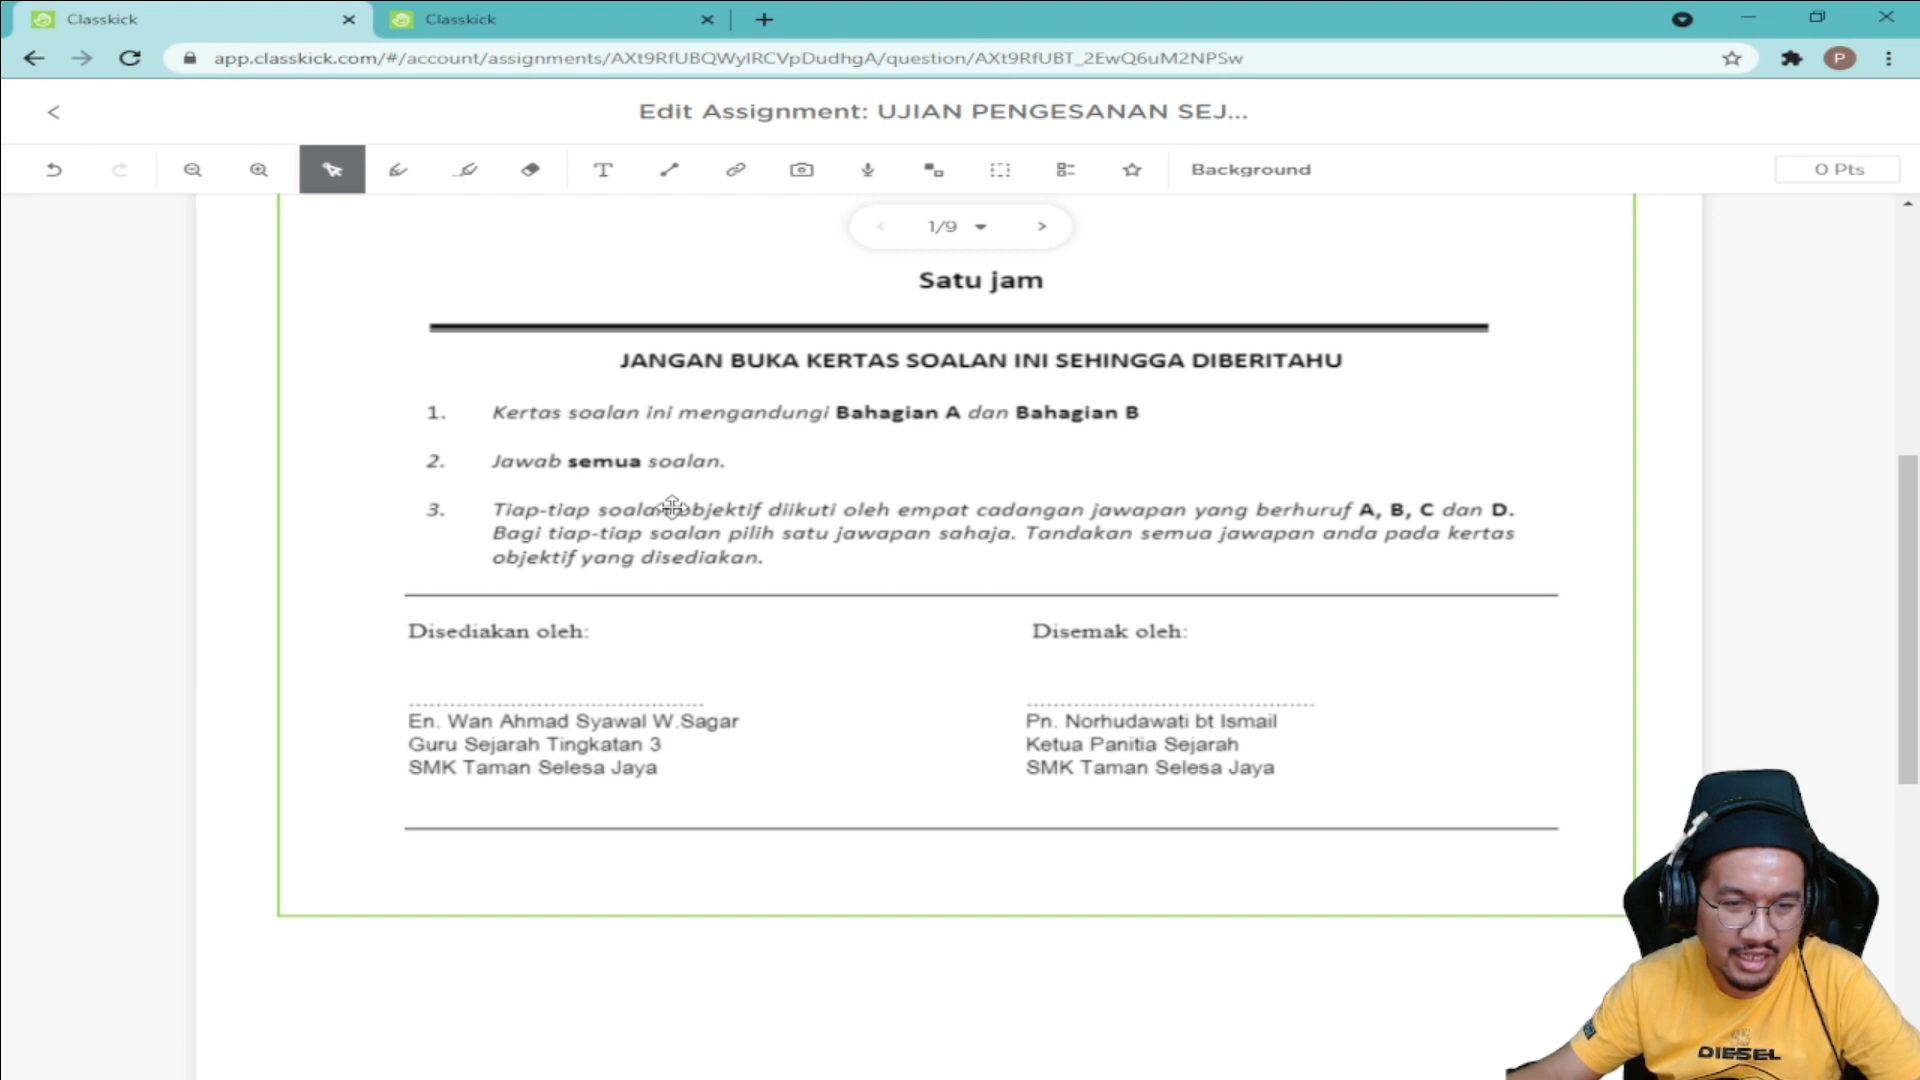 Classkick
Classkick
app.classkick.com/#/account/assignments/AXt9RfUBQWyIRCVpDudhgA/question/AXt9RfUBT_2EwQ6uM2NPSw
P
Edit Assignment: UJIAN PENGESANAN SEJ...
T
Background
0 Pts
1/9
Satu jam
JANGAN BUKA KERTAS SOALAN INI SEHINGGA DIBERITAHU
1. Kertas soalan ini mengandungi Bahagian A dan Bahagian B
2. Jawab semua soalan.
3. Tiap-tiap soalan objektif diikuti oleh empat cadangan jawapan yang berhuruf A, B, C dan D.
Bagi tiap-tiap soalan pilih satu jawapan sahaja. Tandakan semua jawapan anda pada kertas
objektif yang disediakan.
Disediakan oleh:
Disemak oleh:
En. Wan Ahmad Syawal W.Sagar
Guru Sejarah Tingkatan 3
SMK Taman Selesa Jaya
Pn. Norhudawati bt Ismail
Ketua Panitia Sejarah
SMK Taman Selesa Jaya
DIESEL